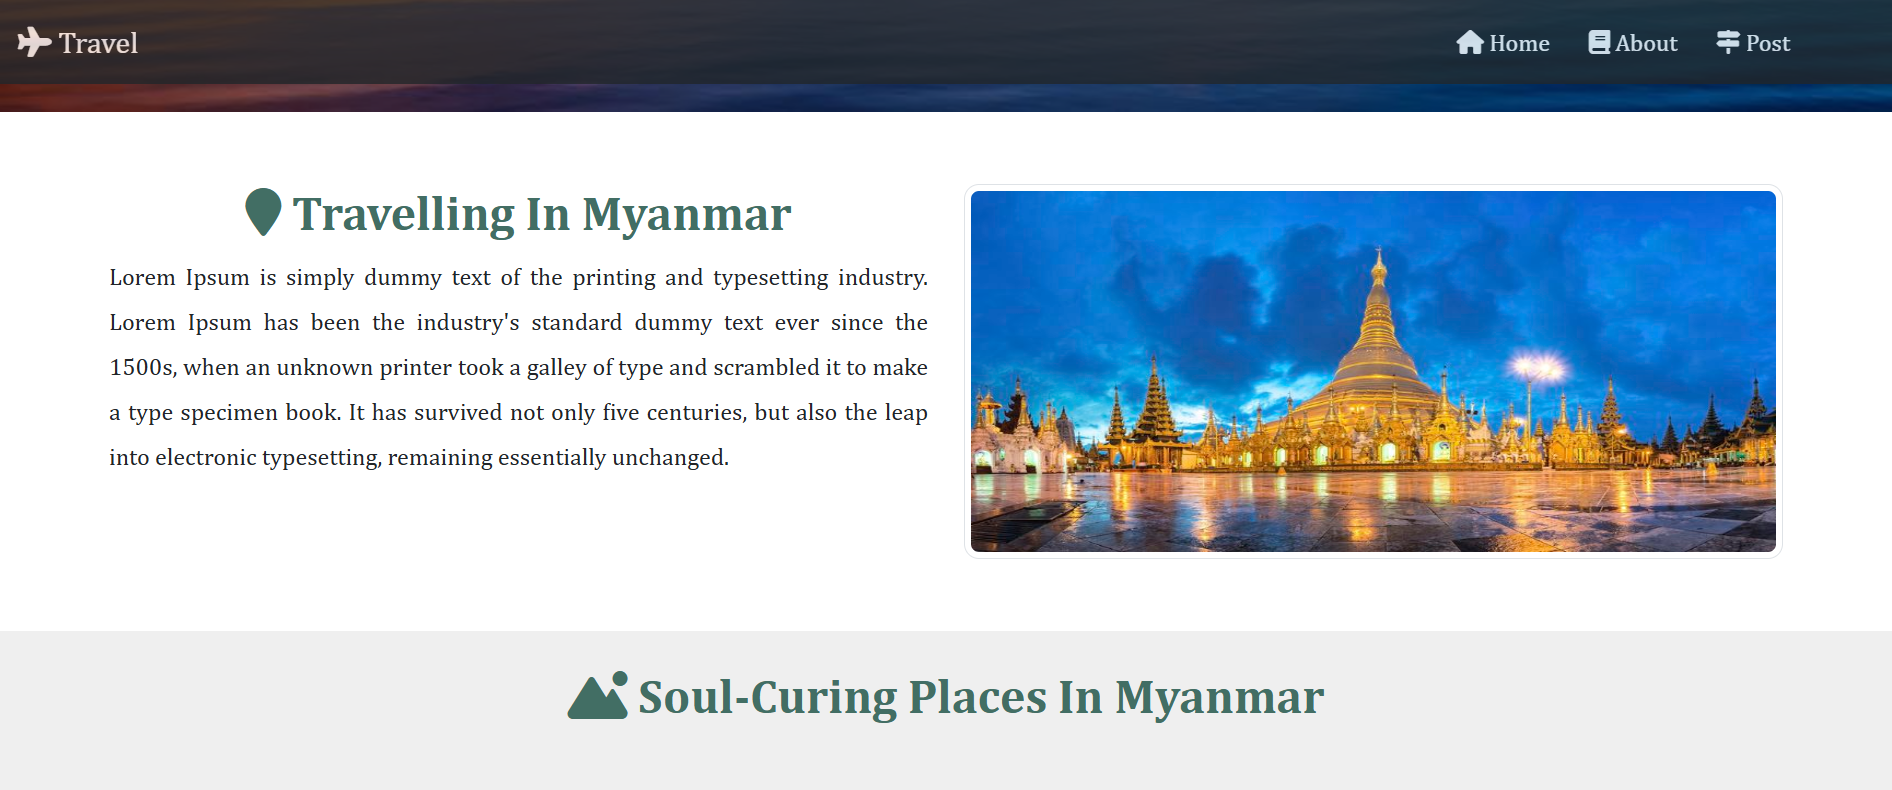 Travel
Home About Post
Travelling In Myanmar
Lorem Ipsum is simply dummy text of the printing and typesetting industry.
Lorem Ipsum has been the industry's standard dummy text ever since the
1500s, when an unknown printer took a galley of type and scrambled it to make
a type specimen book. It has survived not only five centuries, but also the leap
into electronic typesetting, remaining essentially unchanged.
Soul-Curing Places In Myanmar